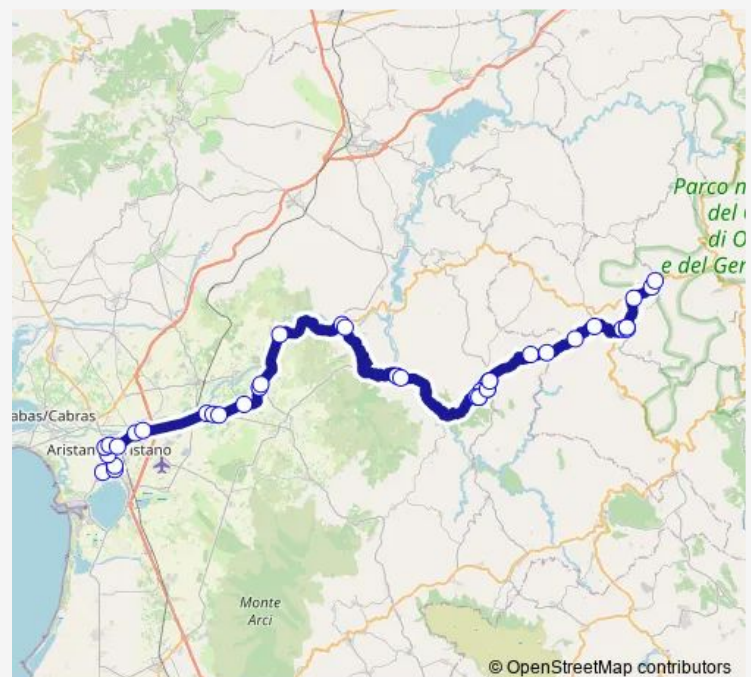 Parco n
del G
di O
e del Ger
abas/Cabras
Aristan istano
Monte
Arci
© OpenStreetMap contributors